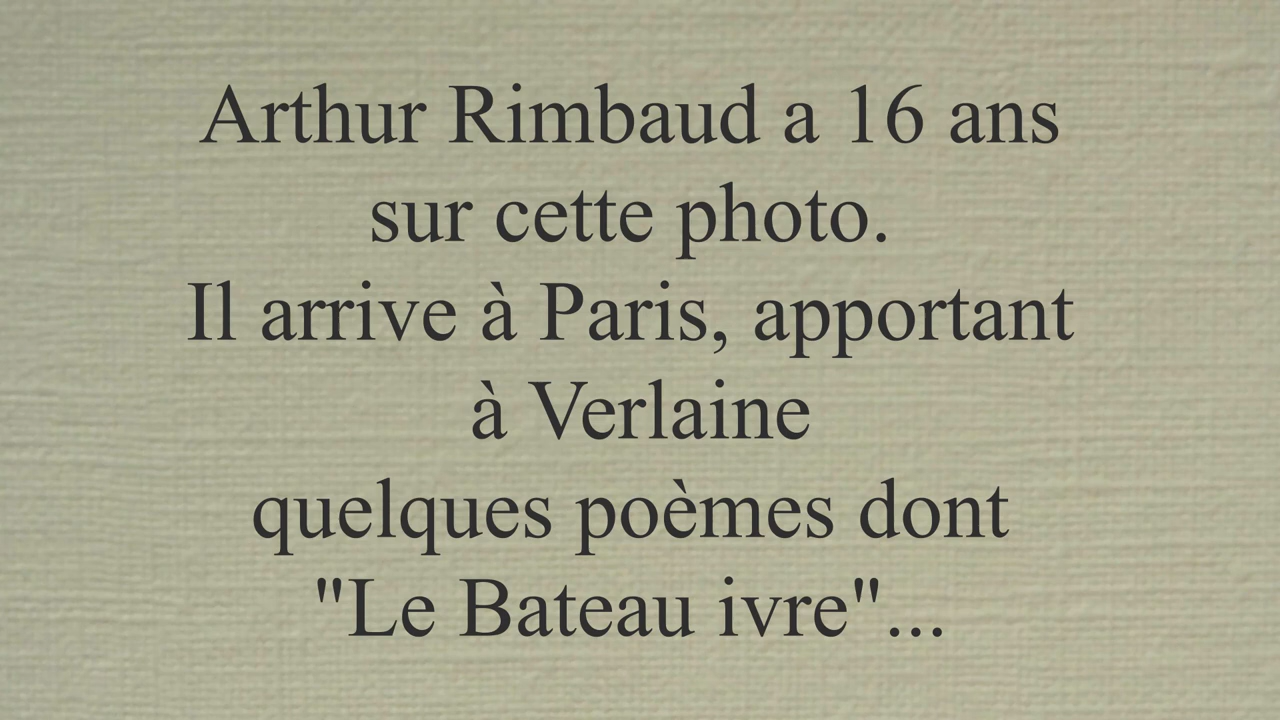 Arthur Rimbaud a 16 ans
sur cette photo.
Il arrive à Paris, apportant
à Verlaine
quelques poèmes dont
"Le Bateau ivre"...